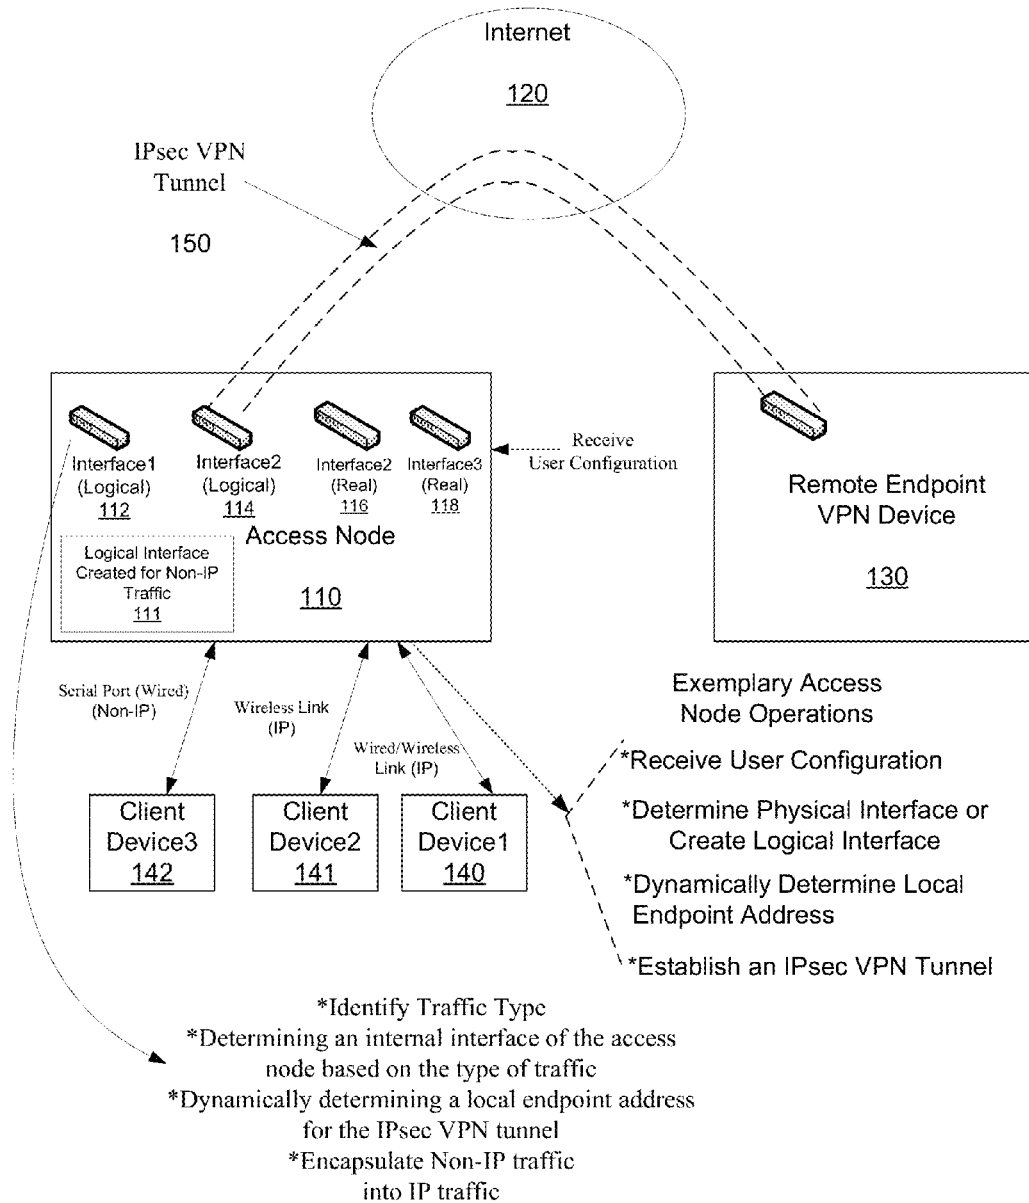 Internet
120
IPsec VPN
Tunnel
150
Interface1
(Logical)
112
Interface2
(Logical)
114
Interface2
(Real)
116
Interface3
(Real)
118
Receive
User Configuration
Access Node
110
Logical Interface
Created for Non-IP
Traffic
111
Remote Endpoint
VPN Device
130
Serial Port (Wired)
(Non-IP)
Wireless Link
(IP)
Wired/Wireless
Link (IP)
Client
Device3
142
Client
Device2
141
Client
Device1
140
Exemplary Access
Node Operations
*Receive User Configuration
*Determine Physical Interface or
Create Logical Interface
*Dynamically Determine Local
Endpoint Address
*Establish an IPsec VPN Tunnel
*Identify Traffic Type
*Determining an internal interface of the access
node based on the type of traffic
*Dynamically determining a local endpoint address
for the IPsec VPN tunnel
*Encapsulate Non-IP traffic
into IP traffic